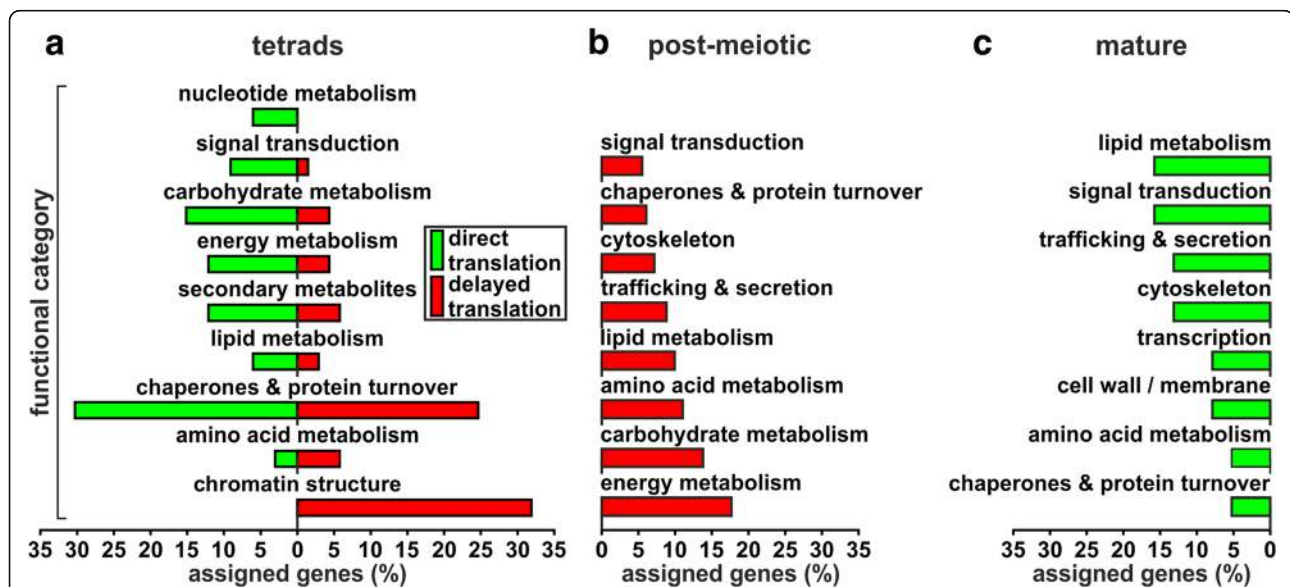 a tetrads
nucleotide metabolism
signal transduction
carbohydrate metabolism
energy metabolism
secondary metabolites
lipid metabolism
chaperones & protein turnover
amino acid metabolism
chromatin structure
functional category
35 30 25 20 15 10 5 0 5 10 15 20 25 30 35
assigned genes (%)
direct
translation
delayed
translation
b post-meiotic
signal transduction
chaperones & protein turnover
cytoskeleton
trafficking & secretion
lipid metabolism
amino acid metabolism
carbohydrate metabolism
energy metabolism
0 5 10 15 20 25 30 35
assigned genes (%)
c mature
lipid metabolism
signal transduction
trafficking & secretion
cytoskeleton
transcription
cell wall / membrane
amino acid metabolism
chaperones & protein turnover
35 30 25 20 15 10 5 0
assigned genes (%)